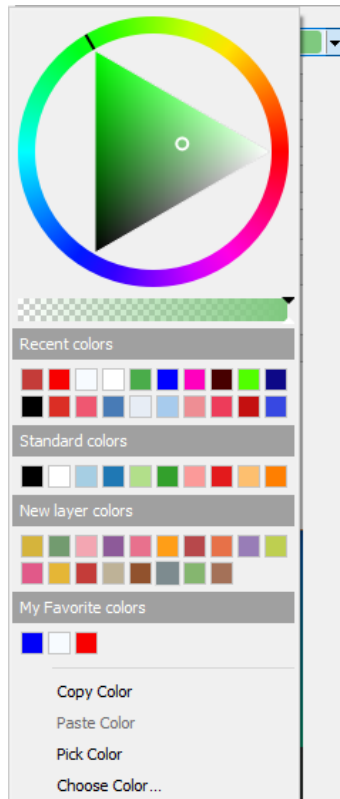 Recent colors
Standard colors
New layer colors
My Favorite colors
Copy Color
Paste Color
Pick Color
Choose Color...